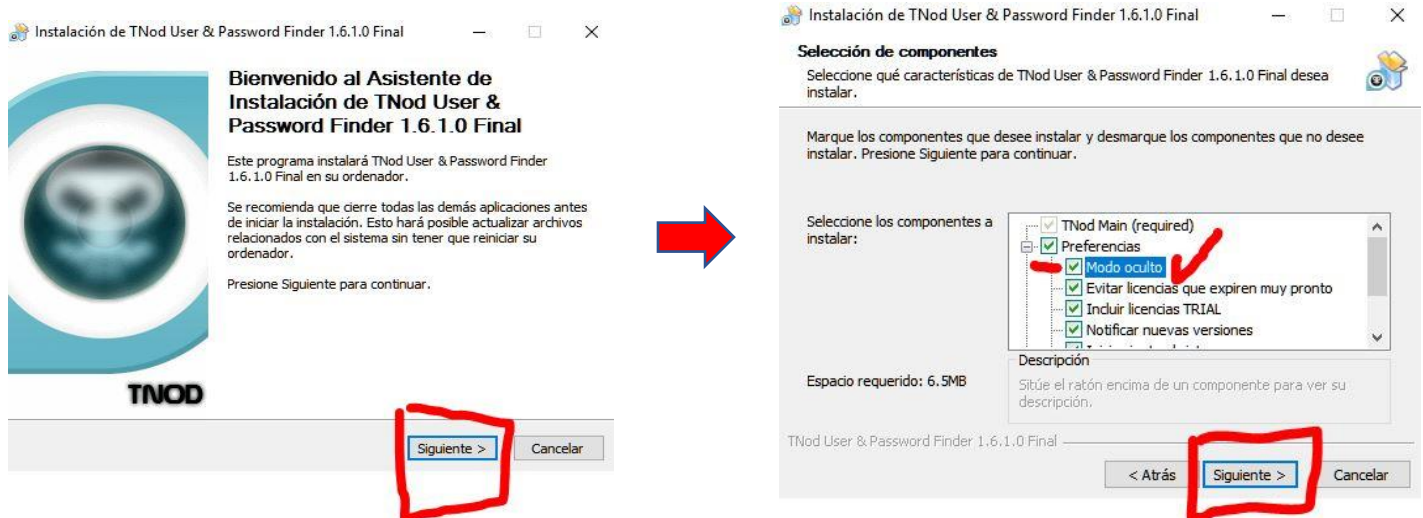 Instalación de TNod User & Password Finder 1.6.1.0 Final
Bienvenido al Asistente de
Instalación de TNod User &
Password Finder 1.6.1.0 Final
Este programa instalará TNod User & Password Finder
1.6.1.0 Final en su ordenador.
Se recomienda que cierre todas las demás aplicaciones antes
de iniciar la instalación. Esto hará posible actualizar archivos
relacionados con el sistema sin tener que reiniciar su
ordenador.
Presione Siguiente para continuar.
TNOD
Siguiente >
Cancelar
Instalación de TNod User & Password Finder 1.6.1.0 Final
Selección de componentes
Seleccione qué características de TNod User & Password Finder 1.6.1.0 Final desea
instalar.
Marque los componentes que desee instalar y desmarque los componentes que no desee
instalar. Presione Siguiente para continuar.
Seleccione los componentes a
instalar:
TNod Main (required)
Preferencias
Modo oculto
Evitar licencias que expiren muy pronto
Incluir licencias TRIAL
Notificar nuevas versiones
Espacio requerido: 6.5MB
Descripción
Sitúe el ratón encima de un componente para ver su
descripción.
TNod User & Password Finder 1.6.1.0 Final
< Atrás
Siguiente >
Cancelar